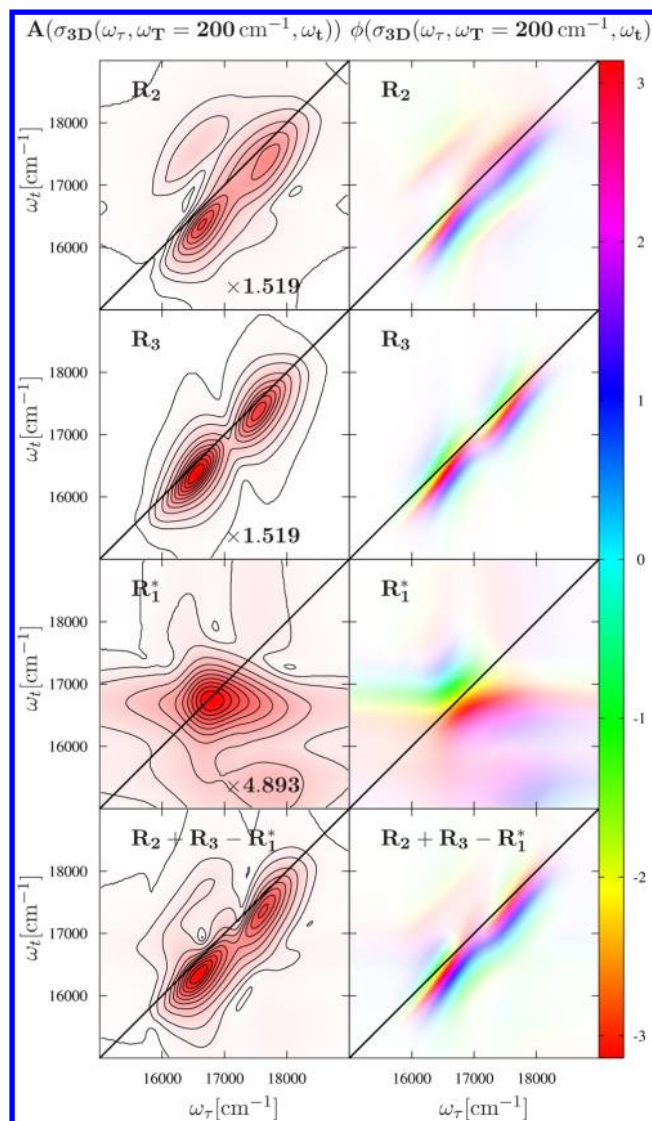 A(σ3D(ωτ, ωT = 200 cm⁻¹, ωt)) ϕ(σ3D(ωτ, ωT = 200 cm⁻¹, ωt)
R₂
18000
17000
16000
ωt[cm⁻¹]
×1.519
R₃
18000
17000
16000
ωt[cm⁻¹]
×1.519
R₁*
18000
17000
16000
ωt[cm⁻¹]
×4.893
R₂ + R₃ − R₁*
18000
17000
16000
ωt[cm⁻¹]
16000 17000 18000
ωτ[cm⁻¹]
R₂
R₃
R₁*
R₂ + R₃ − R₁*
16000 17000 18000
ωτ[cm⁻¹]
3
2
1
0
-1
-2
-3